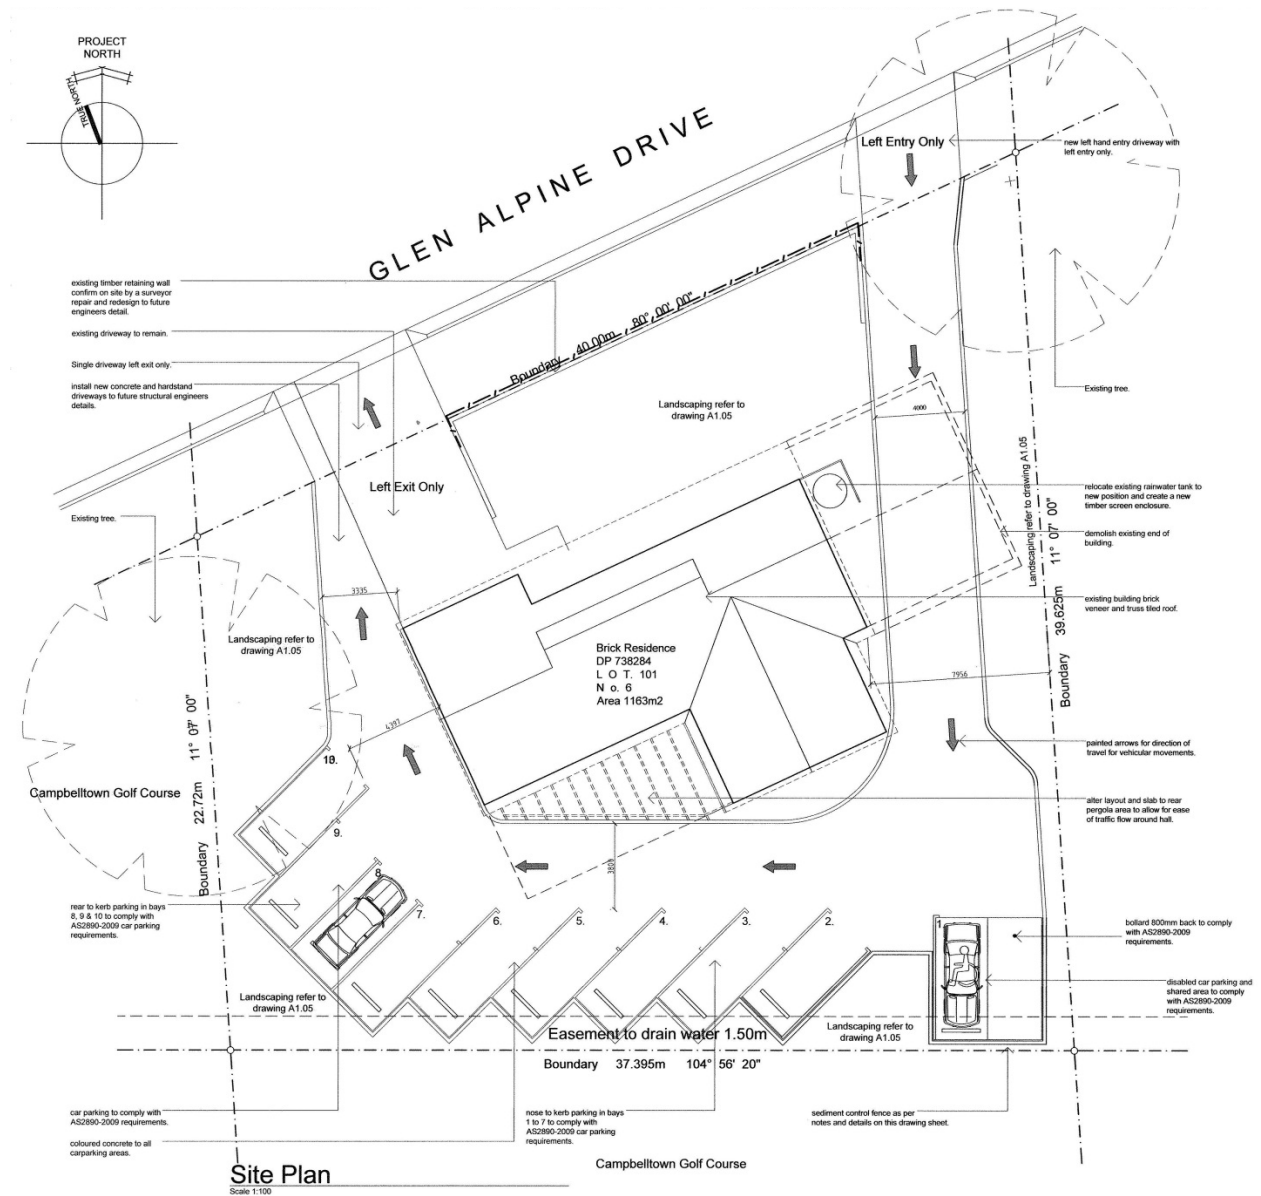 PROJECT
NORTH
TRUE NORTH
GLEN ALPINE DRIVE
Left Entry Only
new left hand entry driveway with
left entry only.
existing timber retaining wall
confirm on site by a surveyor
repair and redesign to future
engineers detail.
existing driveway to remain.
Single driveway left exit only.
install new concrete and hardstand
driveways to future structural engineers
details.
Boundary 40.00m 80° 00' 00"
Landscaping refer to
drawing A1.05
4000
Existing tree.
Left Exit Only
Landscaping refer to drawing A1.05
relocate existing rainwater tank to
new position and create a new
timber screen enclosure.
Existing tree.
demolish existing end of
building.
3335
existing building brick
veneer and truss tiled roof.
Landscaping refer to
drawing A1.05
Brick Residence
DP 738284
L O T. 101
N o. 6
Area 1163m2
Boundary 39.625m 11° 07' 00"
7956
4397
painted arrows for direction of
travel for vehicular movements.
Boundary 22.72m 11° 07' 00"
Campbelltown Golf Course
10.
alter layout and slab to rear
pergola area to allow for ease
of traffic flow around hall.
9.
3800
8
rear to kerb parking in bays
8, 9 & 10 to comply with
AS2890-2009 car parking
requirements.
7.
6.
5.
4.
3.
2.
1
bollard 800mm back to comply
with AS2890-2009
requirements.
disabled car parking and
shared area to comply
with AS2890-2009
requirements.
Landscaping refer to
drawing A1.05
Easement to drain water 1.50m
Landscaping refer to
drawing A1.05
Boundary 37.395m 104° 56' 20"
car parking to comply with
AS2890-2009 requirements.
coloured concrete to all
carparking areas.
nose to kerb parking in bays
1 to 7 to comply with
AS2890-2009 car parking
requirements.
sediment control fence as per
notes and details on this drawing sheet.
Campbelltown Golf Course
Site Plan
Scale 1:100